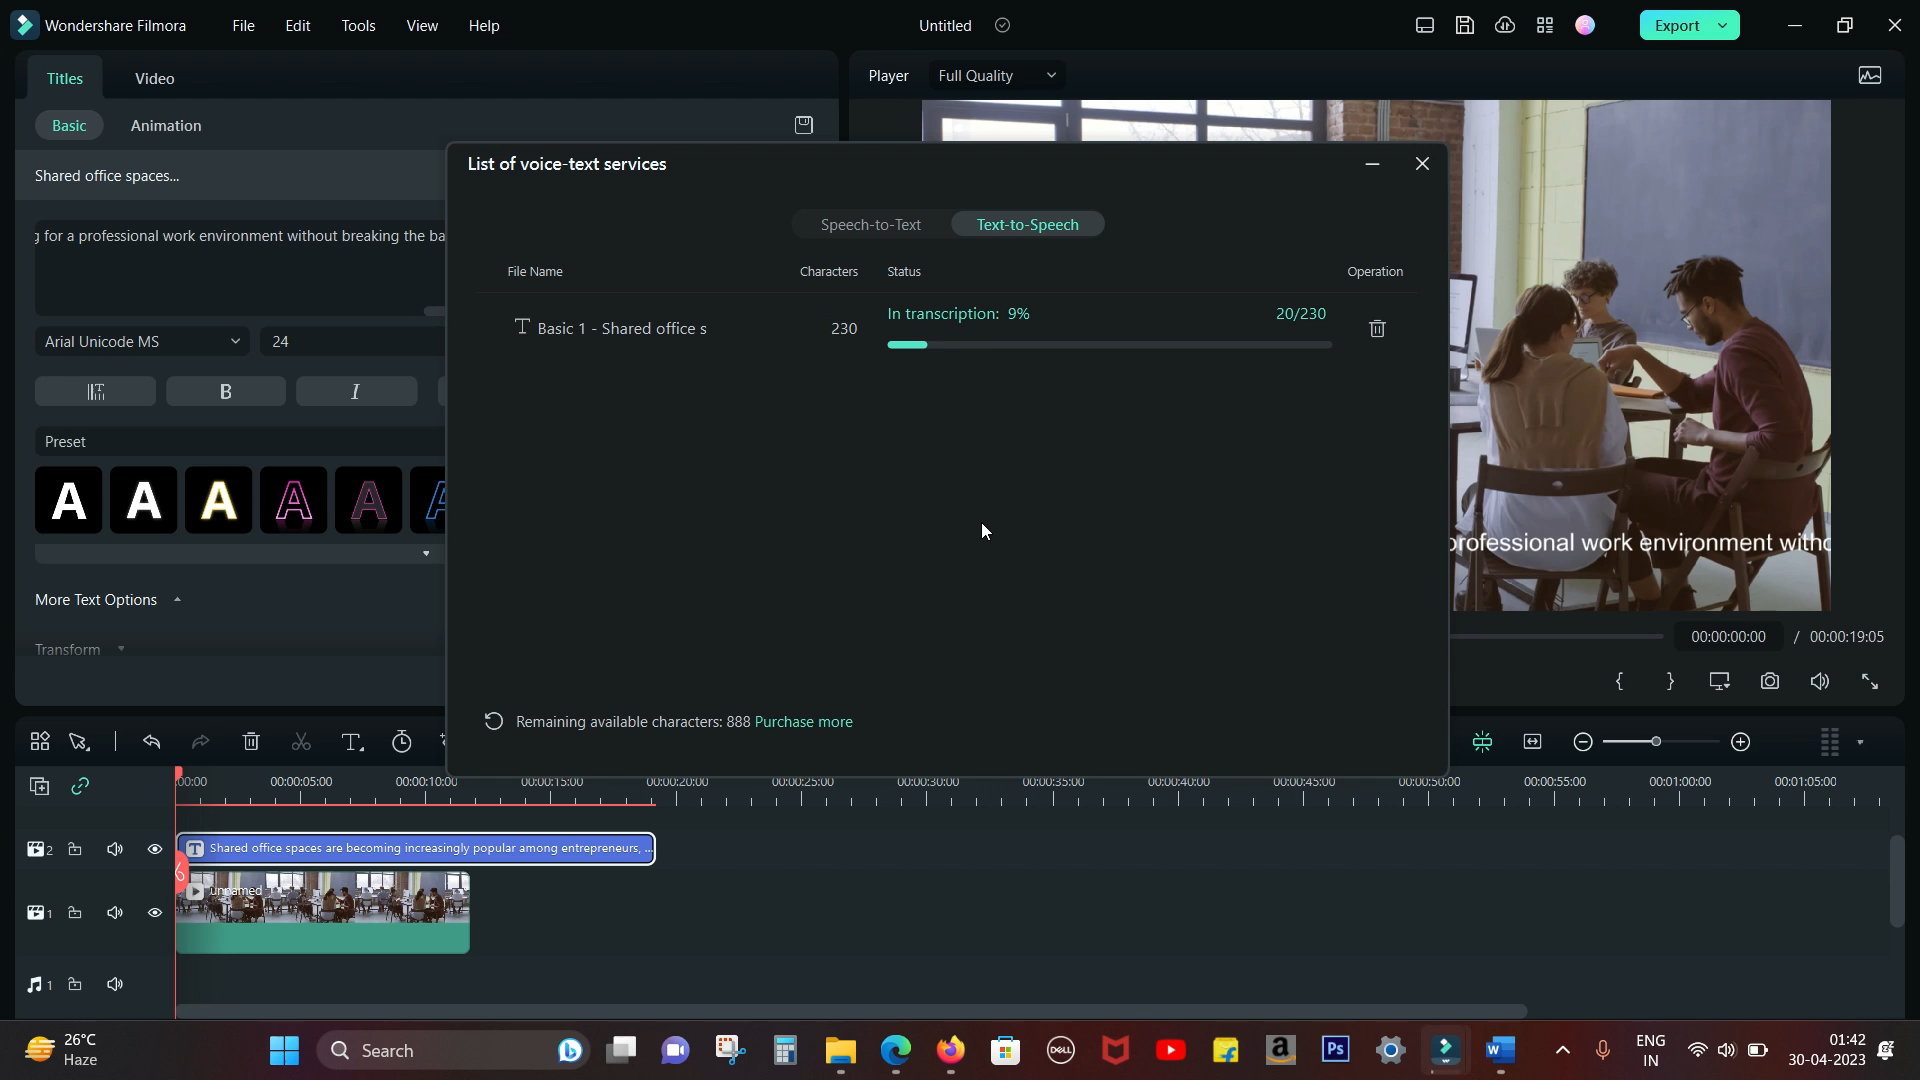 Wondershare Filmora
File
Edit
Tools
View
Help
Untitled
Export
Titles
Video
Player
Full Quality
Basic
Animation
Shared office spaces...
g for a professional work environment without breaking the ba
Arial Unicode MS
24
B
I
Preset
A A A A A A
More Text Options
Transform
List of voice-text services
Speech-to-Text
Text-to-Speech
File Name
Characters
Status
Operation
Basic 1 - Shared office s
230
In transcription: 9%
20/230
Remaining available characters: 888 Purchase more
professional work environment witho
00:00:00:00 / 00:00:19:05
:00:00
00:00:05:00
00:00:10:00
00:00:15:00
00:00:20:00
00:00:25:00
00:00:30:00
00:00:35:00
00:00:40:00
00:00:45:00
00:00:50:00
00:00:55:00
00:01:00:00
00:01:05:00
2
T Shared office spaces are becoming increasingly popular among entrepreneurs, ...
1
unnamed
1
26°C
Haze
Search
DELL
a
Ps
W
ENG
IN
01:42
30-04-2023